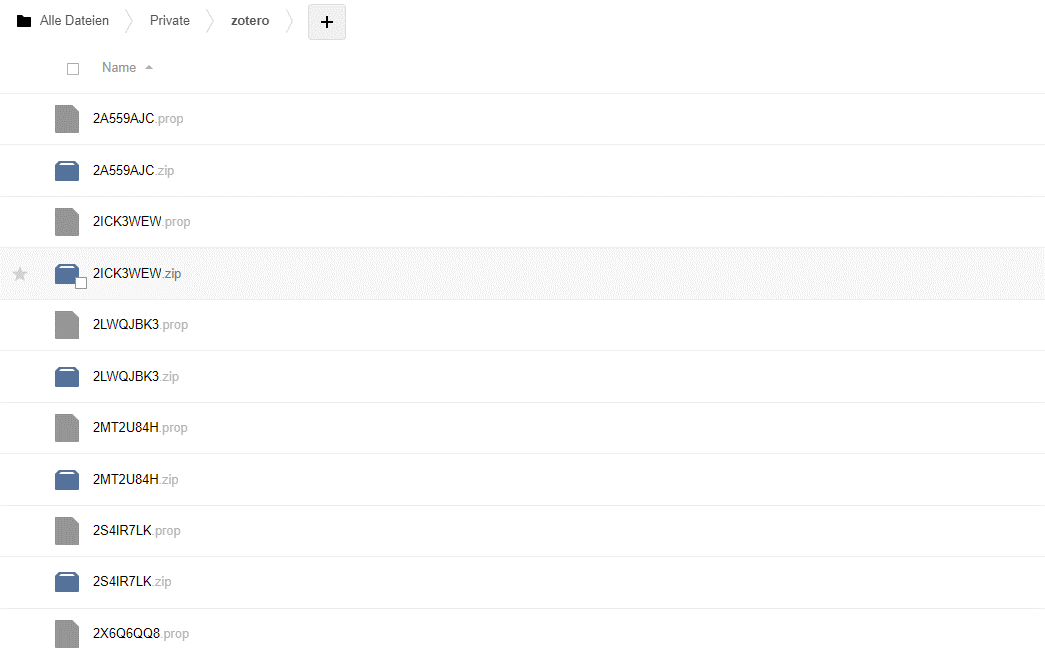 Alle Dateien Private zotero +
Name
2A559AJC.prop
2A559AJC.zip
2ICK3WEW.prop
2ICK3WEW.zip
2LWQJBK3.prop
2LWQJBK3.zip
2MT2U84H.prop
2MT2U84H.zip
2S4IR7LK.prop
2S4IR7LK.zip
2X6Q6QQ8.prop